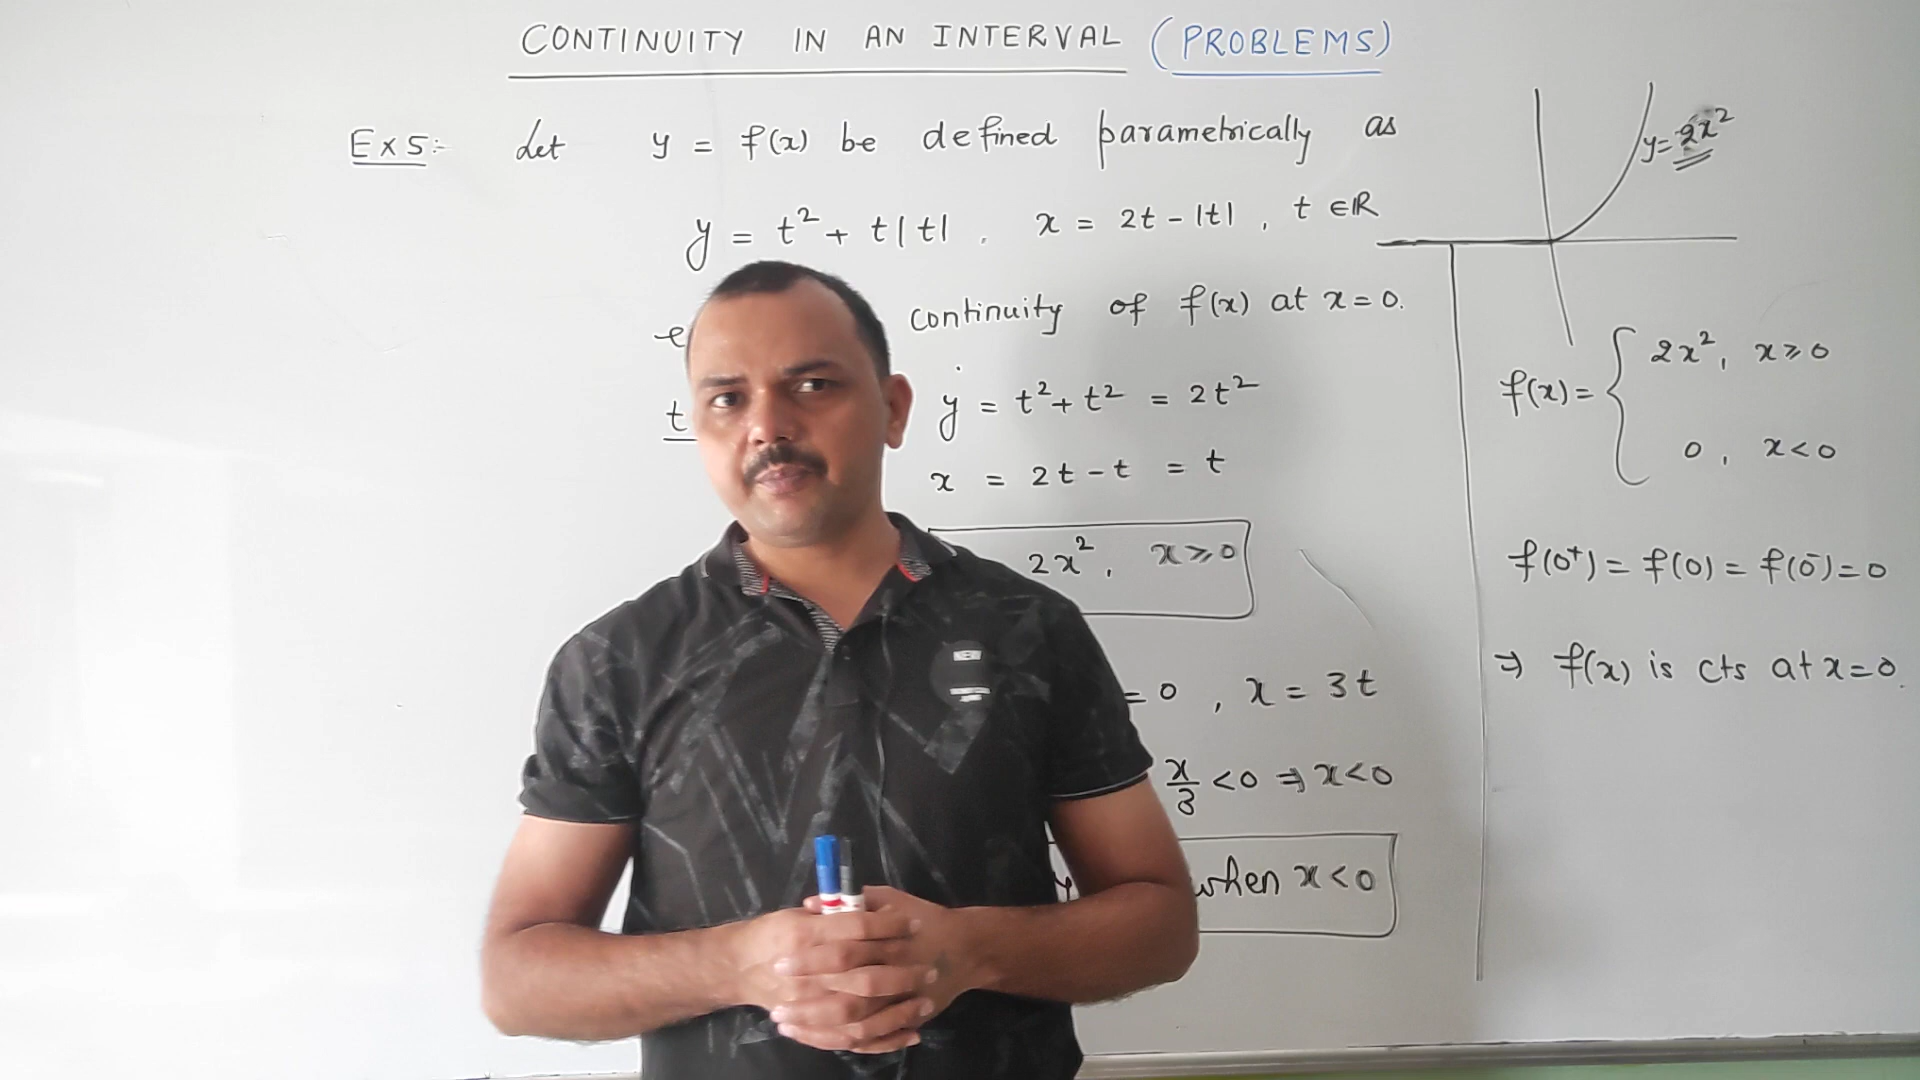 CONTINUITY IN AN INTERVAL (PROBLEMS)
Ex 5:- Let y = f(x) be defined parametrically as
y = t² + t|t| , x = 2t - |t| , t ∈ R
continuity of f(x) at x = 0.
t
y = t² + t² = 2t²
x = 2t - t = t
2x² , x ⩾ 0
= 0 , x = 3t
x/3 < 0 ⇒ x < 0
when x < 0
y = 2x²
f(x) = { 2x² , x ⩾ 0
0 , x < 0
f(0⁺) = f(0) = f(0⁻) = 0
⇒ f(x) is cts at x = 0.
NEW